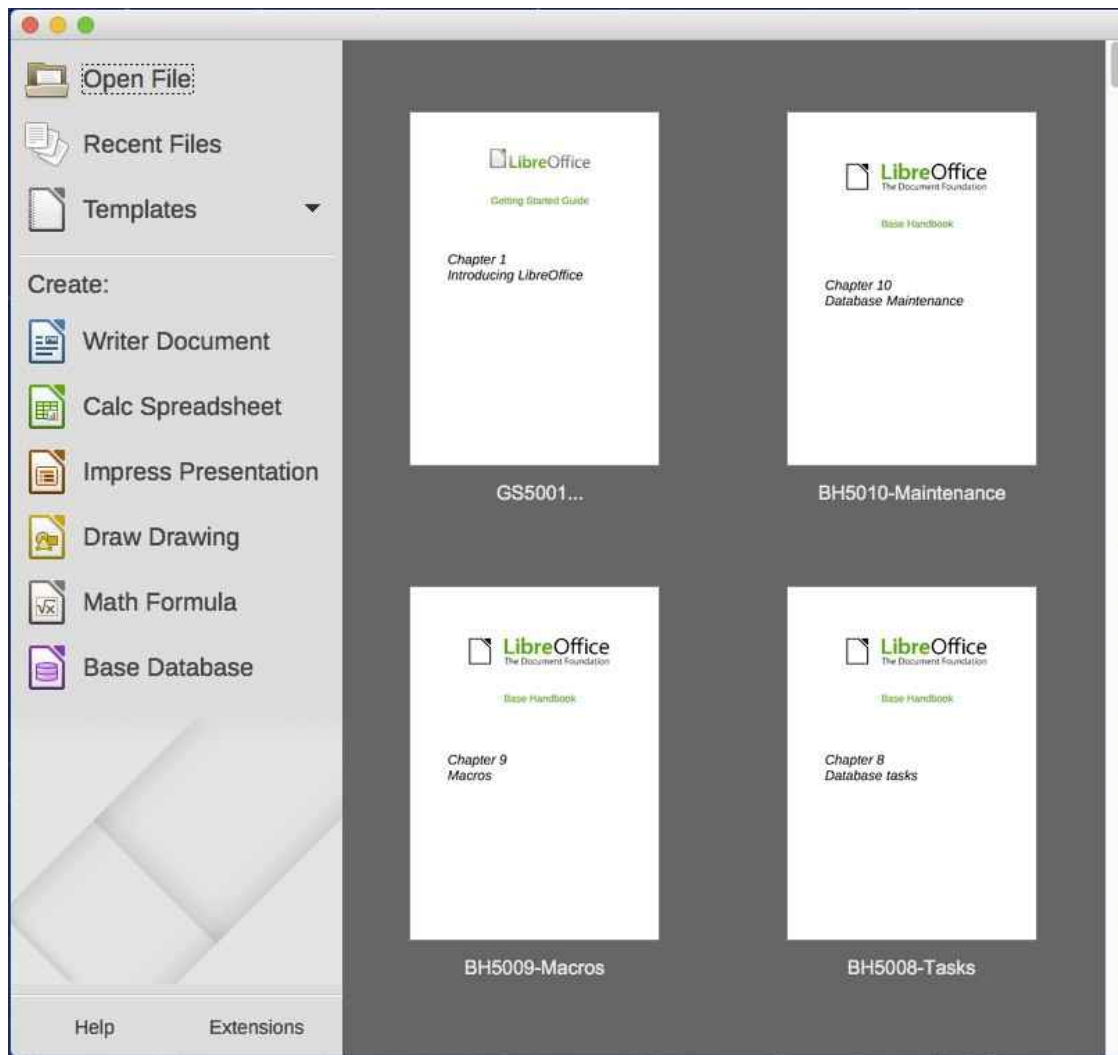 Open File
Recent Files
Templates
Create:
Writer Document
Calc Spreadsheet
Impress Presentation
Draw Drawing
Math Formula
Base Database
Help Extensions
LibreOffice
Getting Started Guide
Chapter 1
Introducing LibreOffice
GS5001...
LibreOffice
The Document Foundation
Base Handbook
Chapter 10
Database Maintenance
BH5010-Maintenance
LibreOffice
The Document Foundation
Base Handbook
Chapter 9
Macros
BH5009-Macros
LibreOffice
The Document Foundation
Base Handbook
Chapter 8
Database tasks
BH5008-Tasks